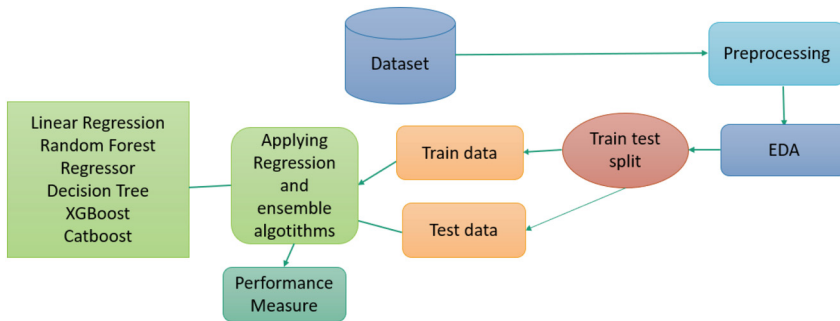 Dataset
Preprocessing
Linear Regression
Random Forest
Regressor
Decision Tree
XGBoost
Catboost
Applying
Regression
and
ensemble
algotithms
Train data
Train test
split
EDA
Test data
Performance
Measure